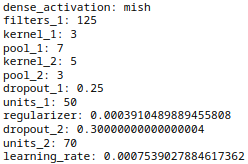 dense_activation: mish
filters_1: 125
kernel_1: 3
pool_1: 7
kernel_2: 5
pool_2: 3
dropout_1: 0.25
units_1: 50
regularizer: 0.0003910489889455808
dropout_2: 0.30000000000000004
units_2: 70
learning_rate: 0.0007539027884617362